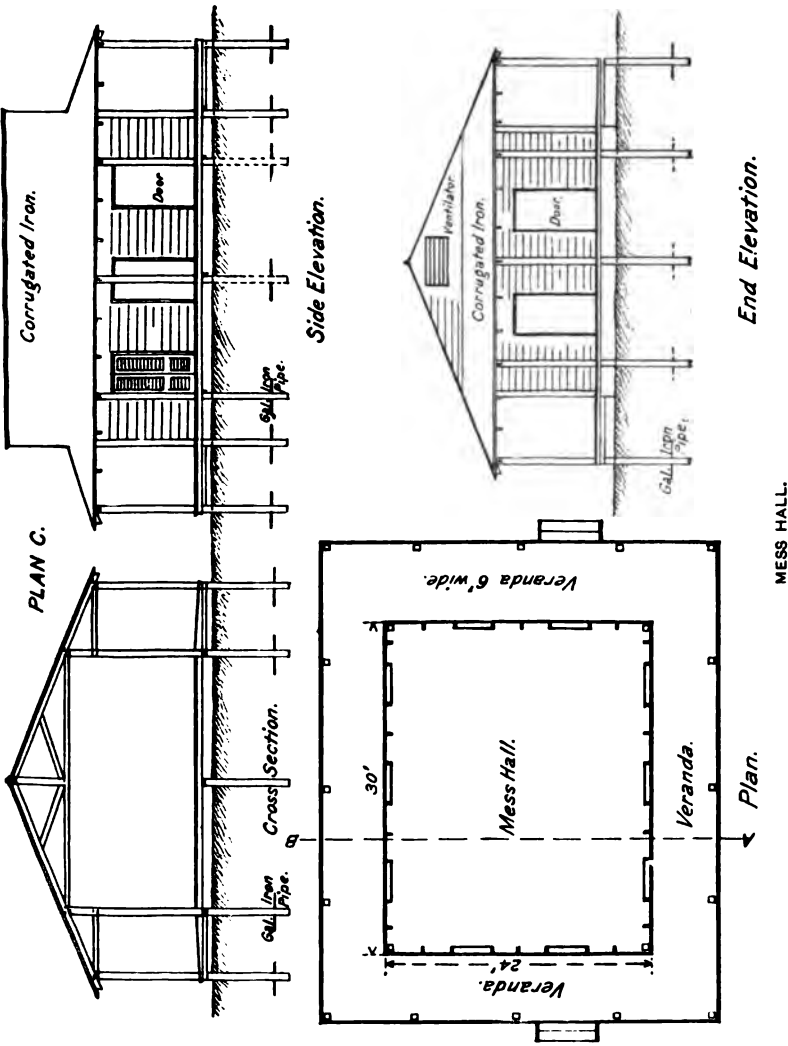 PLAN C.
Corrugated Iron.
Door
Gal. Iron
Pipe.
Side Elevation.
Gal. Iron
Pipe.
Cross Section.
Ventilator
Corrugated Iron.
Door.
Gal. Iron
Pipe.
End Elevation.
Veranda 6' wide.
30'
Mess Hall.
B
A
24'
Veranda.
Veranda.
Plan.
MESS HALL.